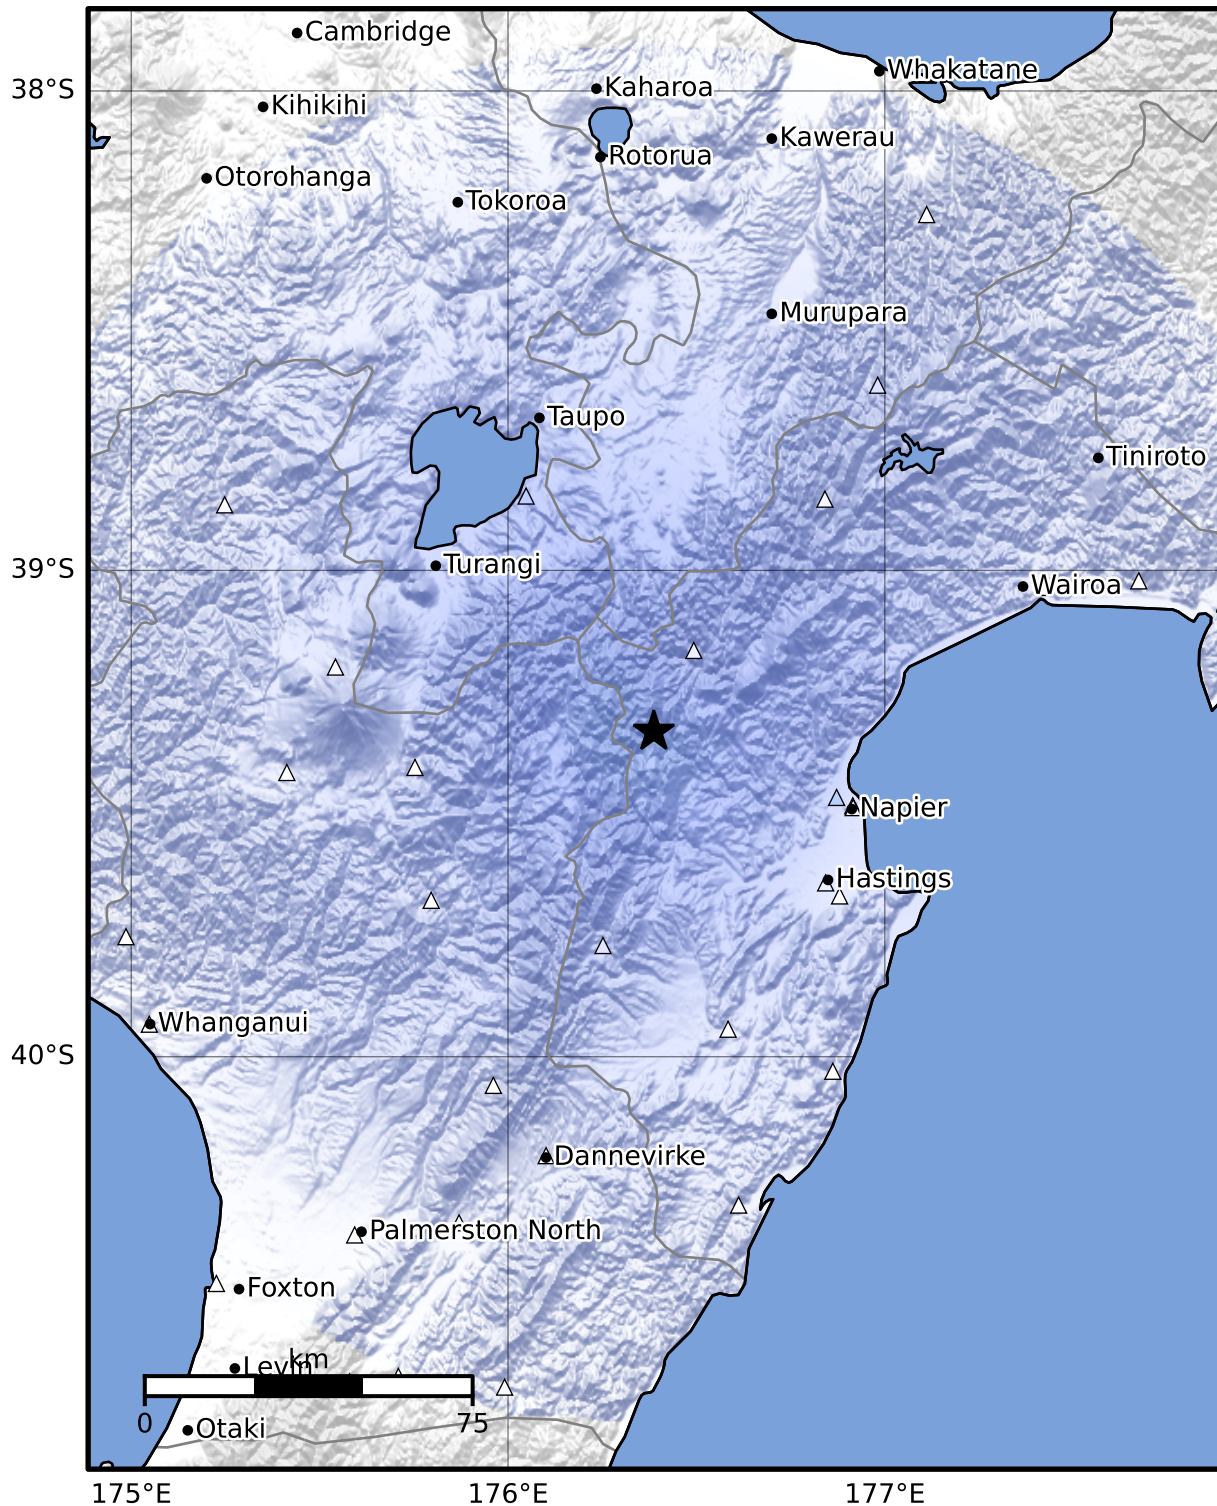 Cambridge
Whakatane
38°S
Kaharoa
Kihikihi
Kawerau
Rotorua
Otorohanga
Tokoroa
Murupara
Taupo
Tiniroto
39°S
Turangi
Wairoa
Napier
Hastings
Whanganui
40°S
Dannevirke
Palmerston North
Foxton
km
Levin
0
75
Otaki
175°E
176°E
177°E